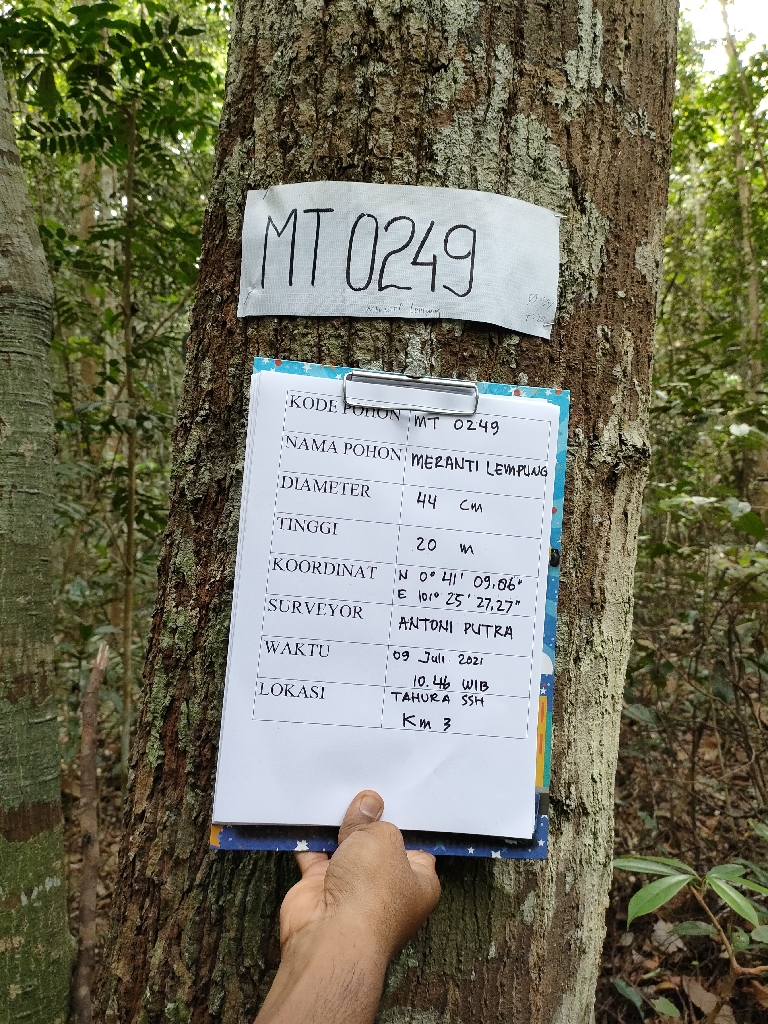 MT 0249
KODE POHON MT 0249
NAMA POHON MERANTI LEMPUNG
DIAMETER 44 cm
TINGGI 20 m
KOORDINAT N 0° 41' 09,06"
E 101° 25' 27,27"
SURVEYOR ANTONI PUTRA
WAKTU 09 Juli 2021
10.46 WIB
LOKASI TAHURA SSH
Km 3